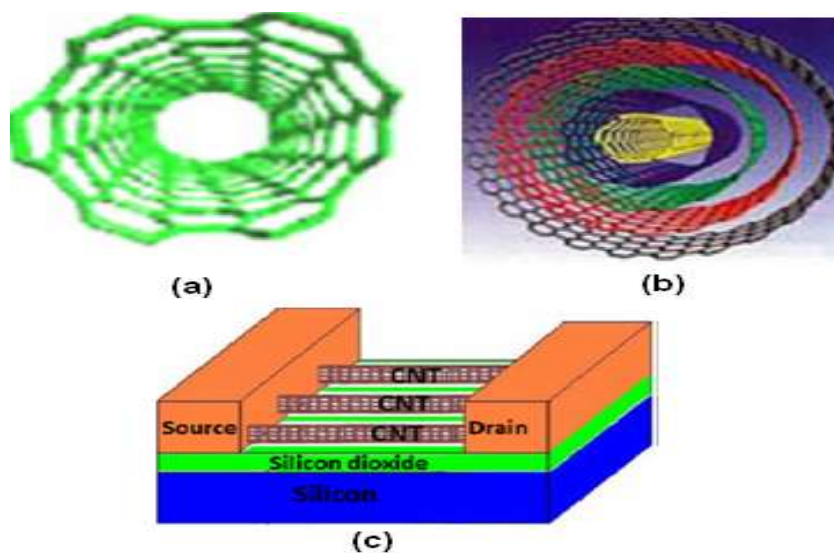 (a)
(b)
CNT
CNT
CNT
Source
Drain
Silicon dioxide
Silicon
(c)